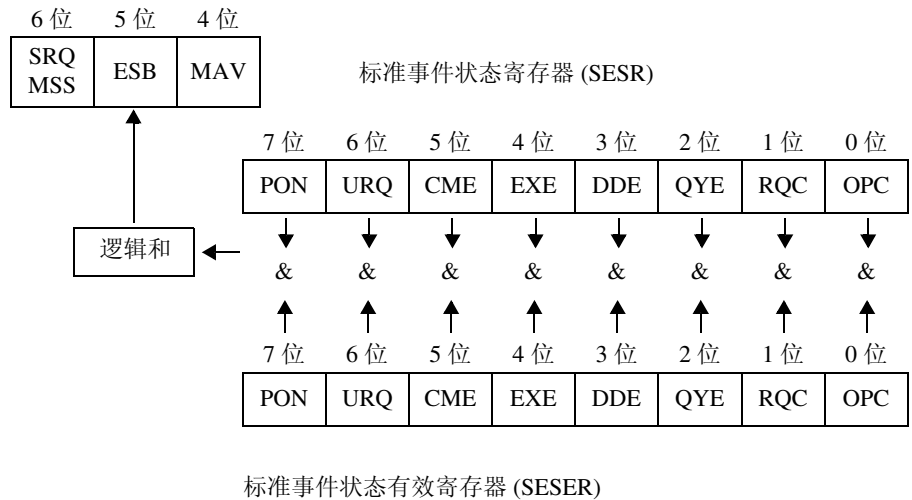 6 位 5 位 4 位
SRQ MSS ESB MAV
标准事件状态寄存器 (SESR)
7 位 6 位 5 位 4 位 3 位 2 位 1 位 0 位
PON URQ CME EXE DDE QYE RQC OPC
逻辑和
& & & & & & & &
7 位 6 位 5 位 4 位 3 位 2 位 1 位 0 位
PON URQ CME EXE DDE QYE RQC OPC
标准事件状态有效寄存器 (SESER)